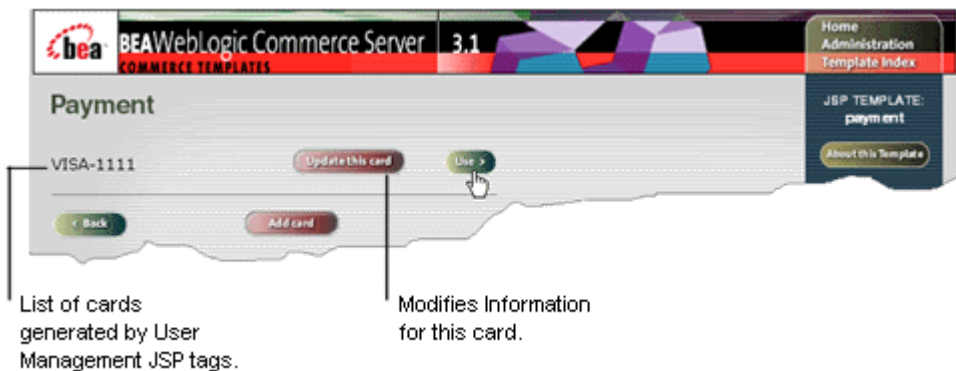 bea BEAWebLogic Commerce Server 3.1
COMMERCE TEMPLATES
Home
Administration
Template Index
Payment
JSP TEMPLATE:
payment
About this Template
VISA-1111
Update this card
Use >
< Back
Add card
List of cards
generated by User
Management JSP tags.
Modifies Information
for this card.